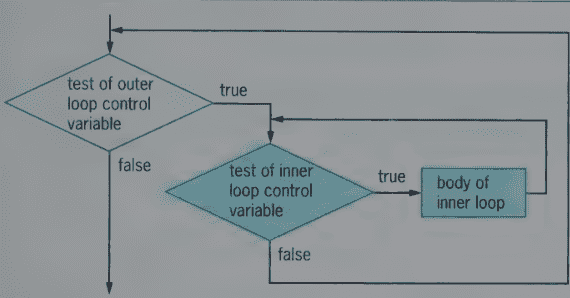 test of outer
loop control
variable
true
false
test of inner
loop control
variable
true
body of
inner loop
false